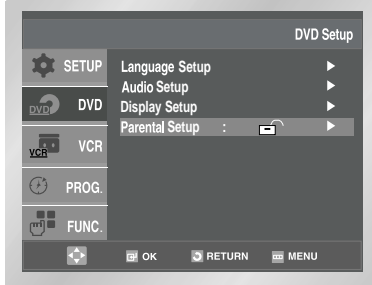 DVD Setup
SETUP
DVD
DVD
VCR
VCR
PROG.
FUNC.
Language Setup
Audio Setup
Display Setup
Parental Setup :
OK RETURN MENU